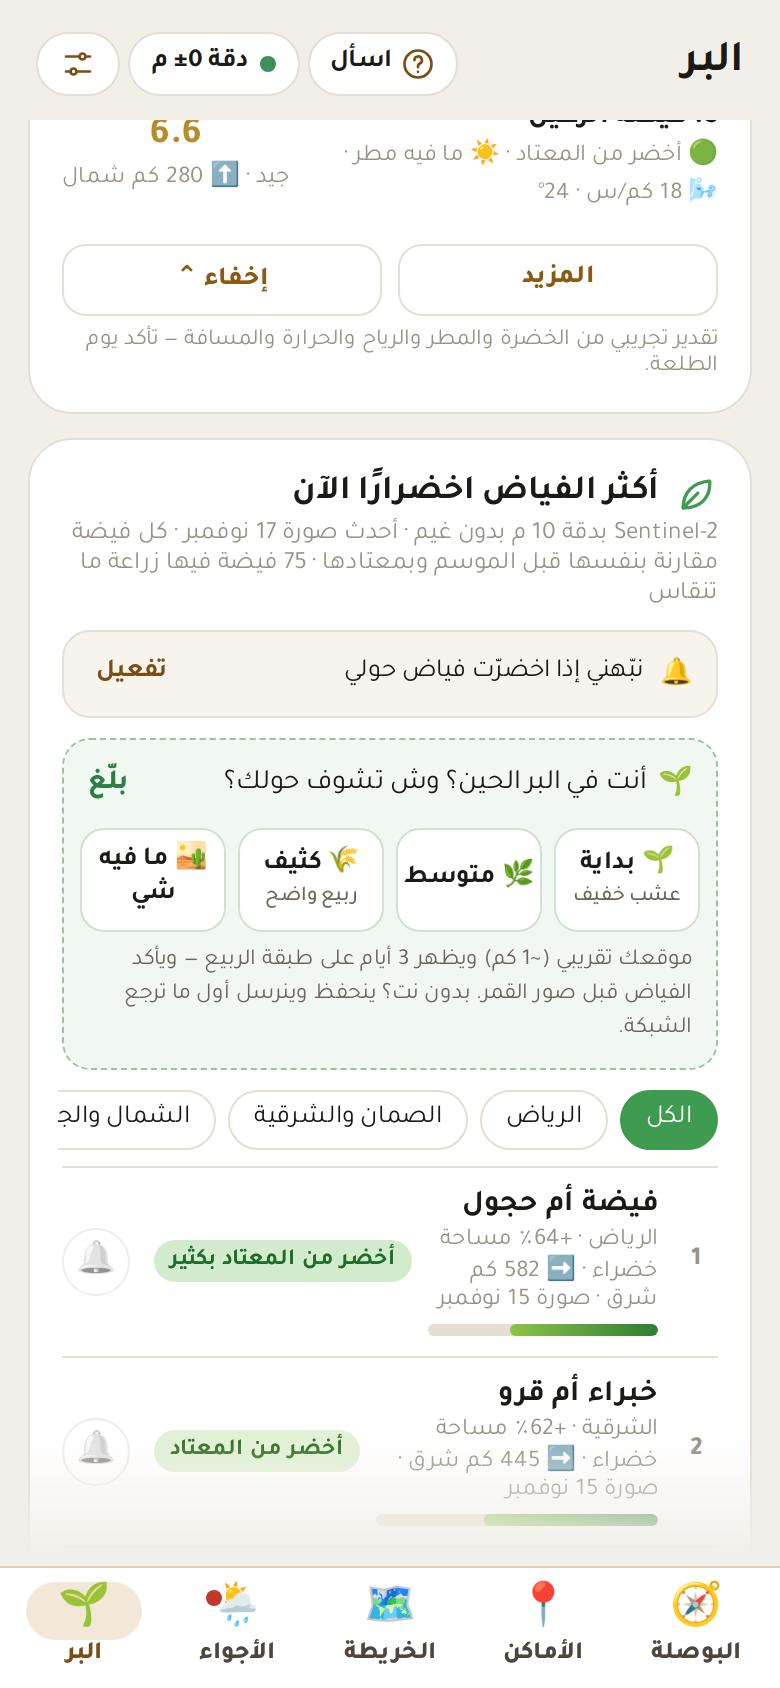 البر
اسأل
دقة 0± م
6.6
🟢 أخضر من المعتاد · ☀️ ما فيه مطر ·
🌬️ 18 كم/س · 24°
جيد · ⬆️ 280 كم شمال
المزيد
إخفاء ⌃
تقدير تجريبي من الخضرة والمطر والرياح والحرارة والمسافة — تأكد يوم
الطلعة.
أكثر الفياض اخضرارًا الآن
Sentinel-2 بدقة 10 م بدون غيم · أحدث صورة 17 نوفمبر · كل فيضة
مقارنة بنفسها قبل الموسم وبمعتادها · 75 فيضة فيها زراعة ما
تنقاس
🔔 نبّهني إذا اخضرّت فياض حولي
تفعيل
🌱 أنت في البر الحين؟ وش تشوف حولك؟
بلّغ
🌱 بداية
عشب خفيف
🌿 متوسط
🌾 كثيف
ربيع واضح
🏜️ ما فيه
شي
موقعك تقريبي (~1 كم) ويظهر 3 أيام على طبقة الربيع — ويأكد
الفياض قبل صور القمر. بدون نت؟ ينحفظ وينرسل أول ما ترجع
الشبكة.
الكل
الرياض
الصمان والشرقية
الشمال والج
1
فيضة أم حجول
الرياض · +64٪ مساحة
خضراء · ➡️ 582 كم
شرق · صورة 15 نوفمبر
أخضر من المعتاد بكثير
2
خبراء أم قرو
الشرقية · +62٪ مساحة
خضراء · ➡️ 445 كم شرق ·
صورة 15 نوفمبر
أخضر من المعتاد
البوصلة
الأماكن
الخريطة
الأجواء
البر